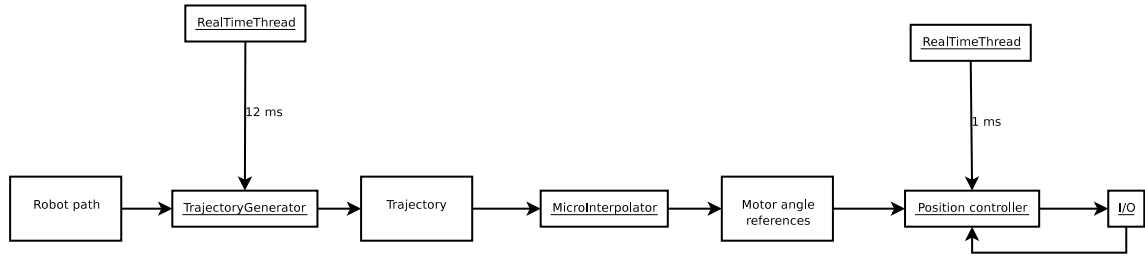 RealTimeThread
RealTimeThread
12 ms
1 ms
Robot path
TrajectoryGenerator
Trajectory
MicroInterpolator
Motor angle
references
Position controller
I/O